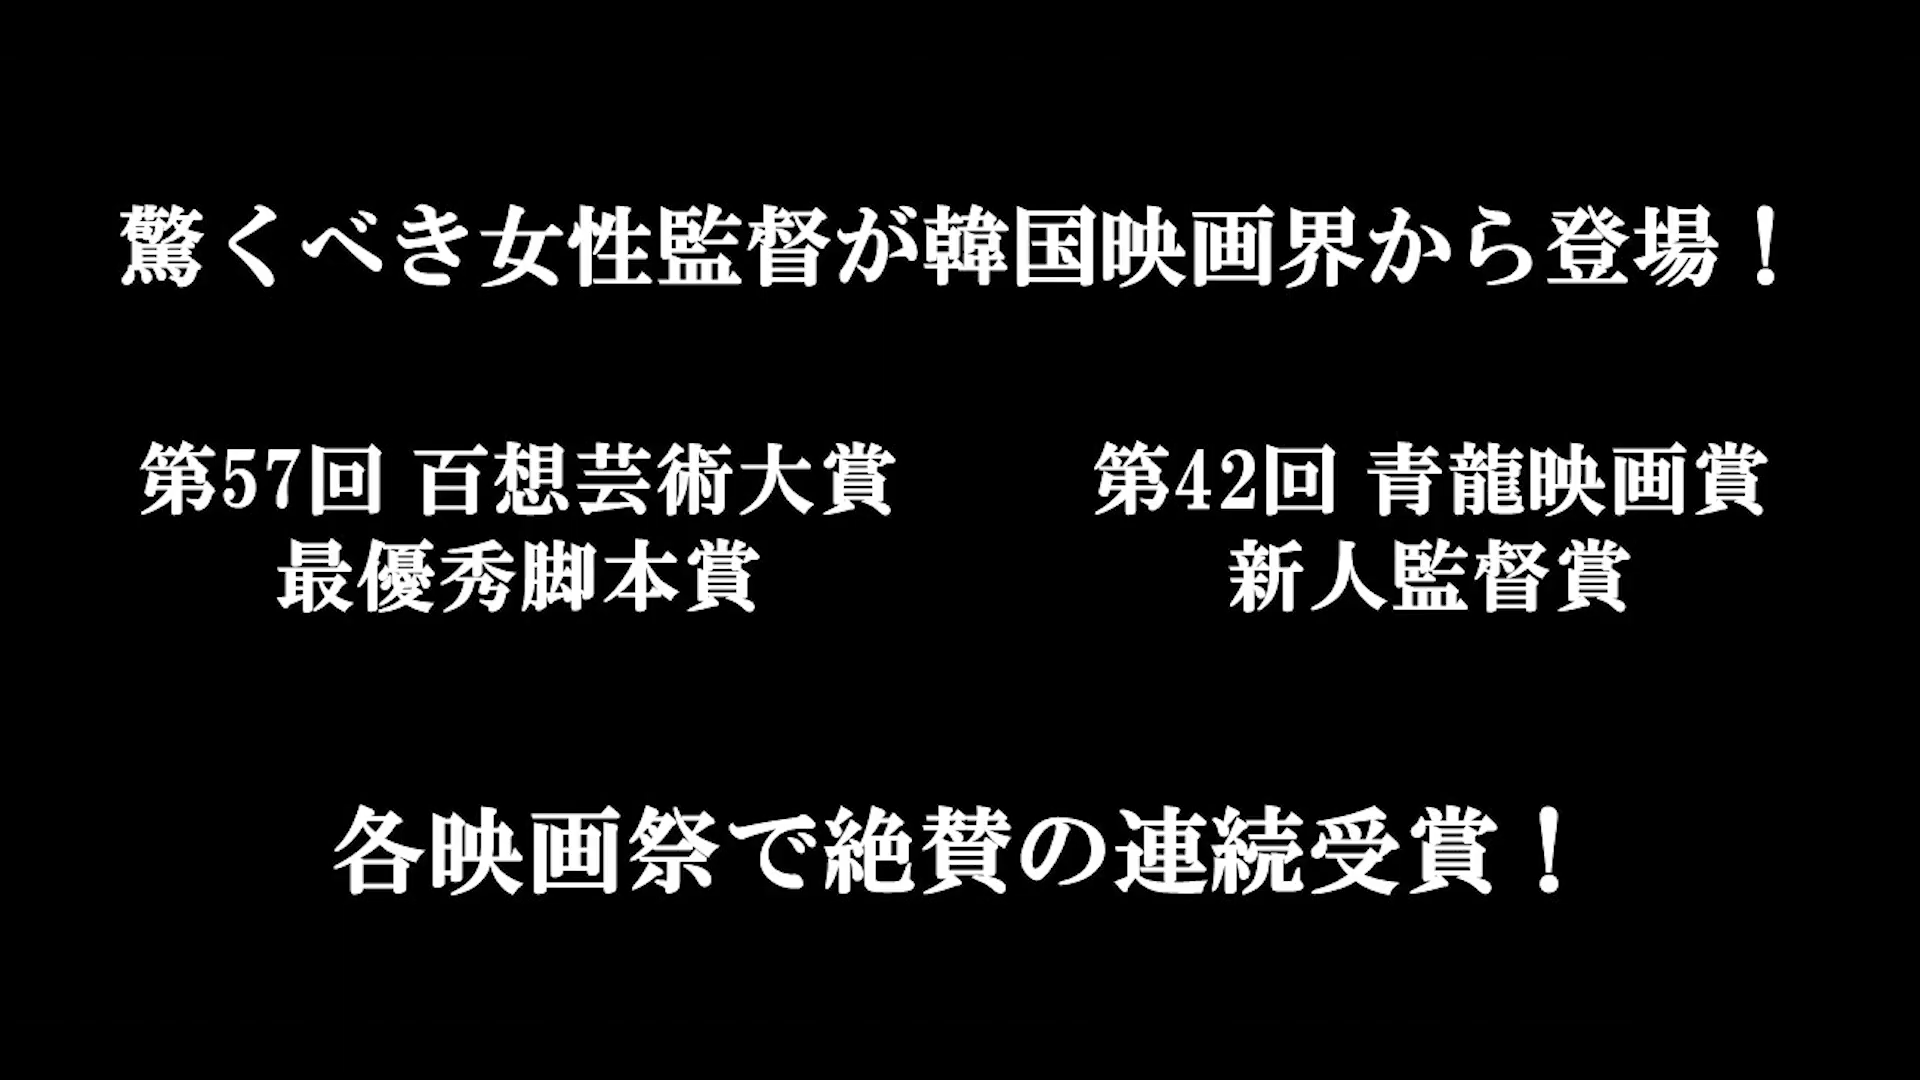 驚くべき女性監督が韓国映画界から登場！
第57回 百想芸術大賞
最優秀脚本賞
第42回 青龍映画賞
新人監督賞
各映画祭で絶賛の連続受賞！